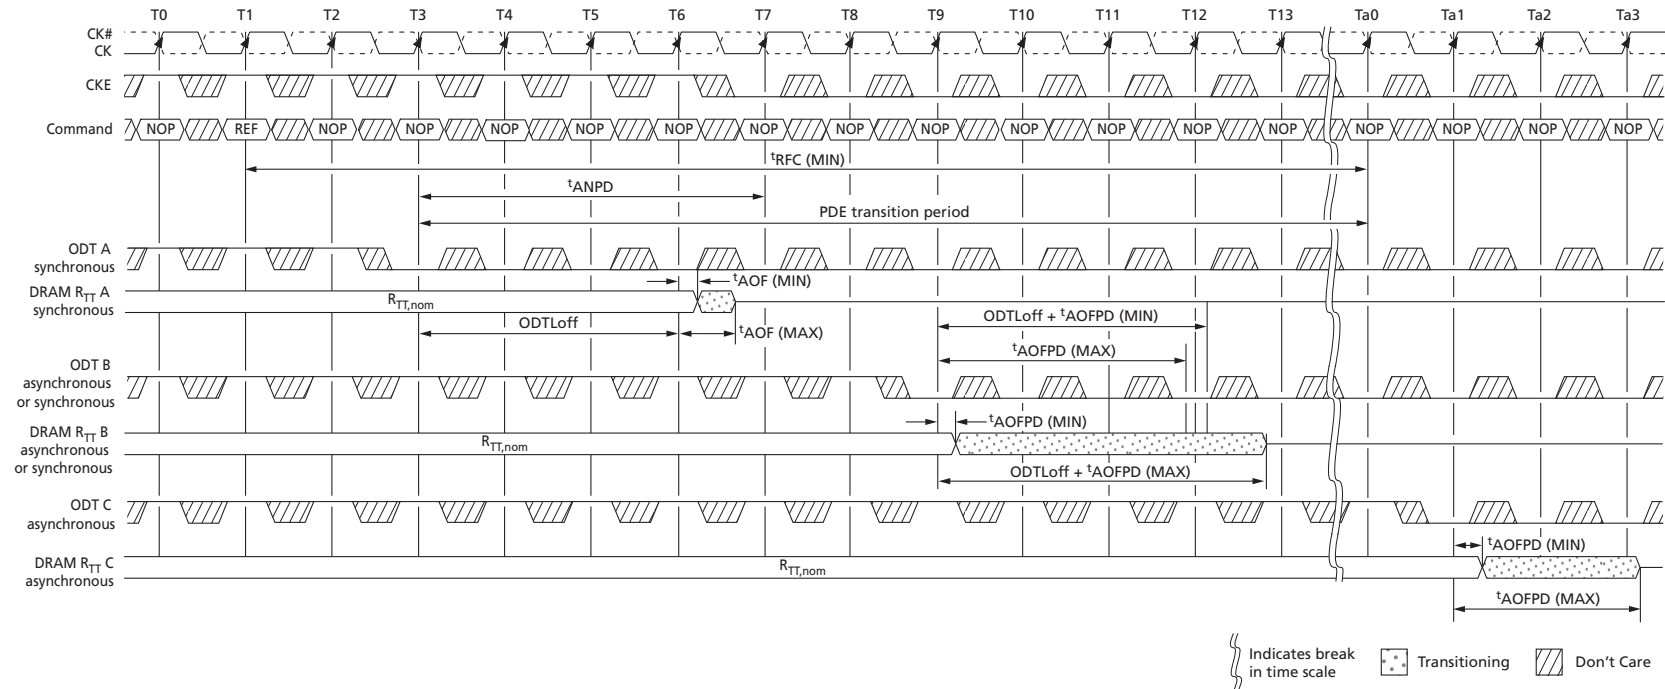 T0 T1 T2 T3 T4 T5 T6 T7 T8 T9 T10 T11 T12 T13 Ta0 Ta1 Ta2 Ta3
CK#
CK
CKE
Command NOP REF NOP NOP NOP NOP NOP NOP NOP NOP NOP NOP NOP NOP NOP NOP NOP NOP
tRFC (MIN)
tANPD
PDE transition period
ODT A
synchronous
tAOF (MIN)
DRAM RTT A
synchronous
RTT,nom
ODTLoff + tAOFPD (MIN)
ODTLoff
tAOF (MAX)
tAOFPD (MAX)
ODT B
asynchronous
or synchronous
tAOFPD (MIN)
DRAM RTT B
asynchronous
or synchronous
RTT,nom
ODTLoff + tAOFPD (MAX)
ODT C
asynchronous
tAOFPD (MIN)
DRAM RTT C
asynchronous
RTT,nom
tAOFPD (MAX)
Indicates break
in time scale
Transitioning
Don't Care